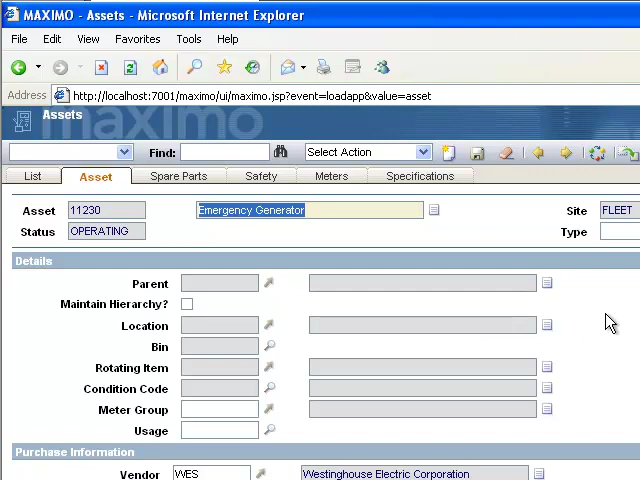 MAXIMO - Assets - Microsoft Internet Explorer
File Edit View Favorites Tools Help
Address http://localhost:7001/maximo/ui/maximo.jsp?event=loadapp&value=asset
Assets
maximo
Find: Select Action
List Asset Spare Parts Safety Meters Specifications
Asset 11230 Emergency Generator Site FLEET
Status OPERATING Type
Details
Parent
Maintain Hierarchy?
Location
Bin
Rotating Item
Condition Code
Meter Group
Usage
Purchase Information
Vendor WES Westinghouse Electric Corporation